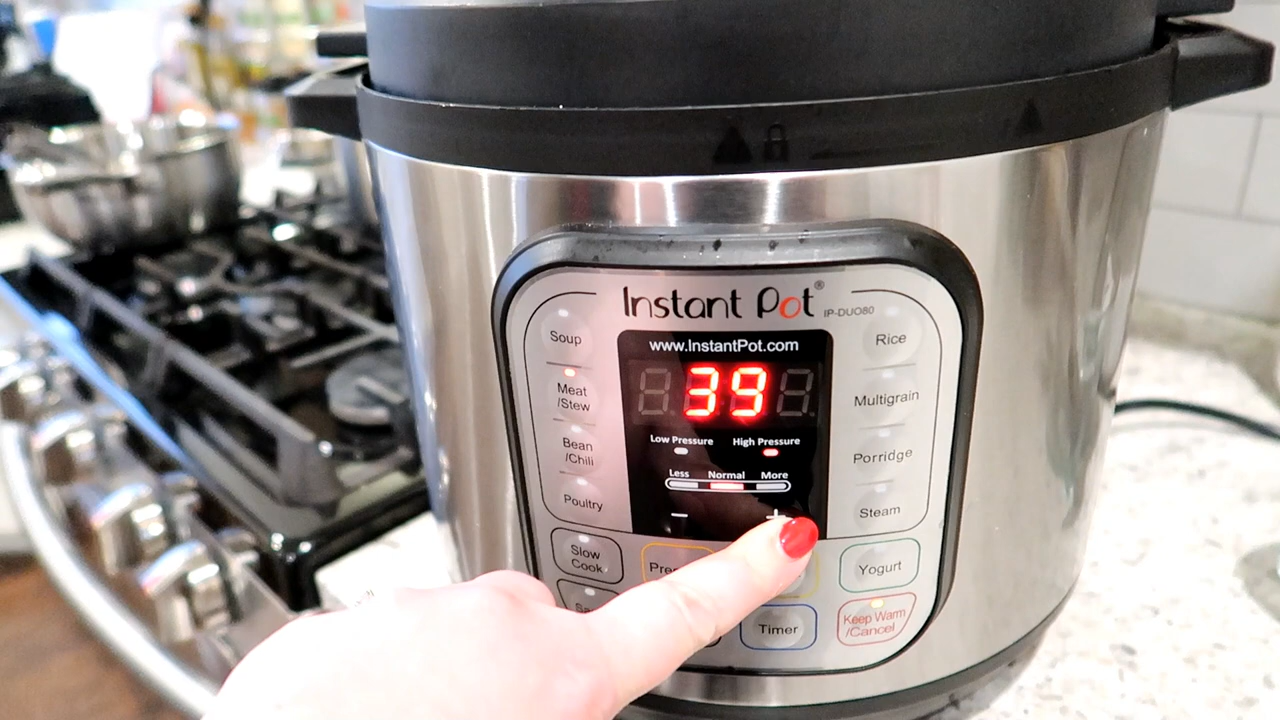 Instant Pot®
IP-DUO80
www.InstantPot.com
39
Low Pressure
High Pressure
Less
Normal
More
−
+
Soup
Meat
/Stew
Bean
/Chili
Poultry
Slow
Cook
Rice
Multigrain
Porridge
Steam
Yogurt
Timer
Keep Warm
/Cancel